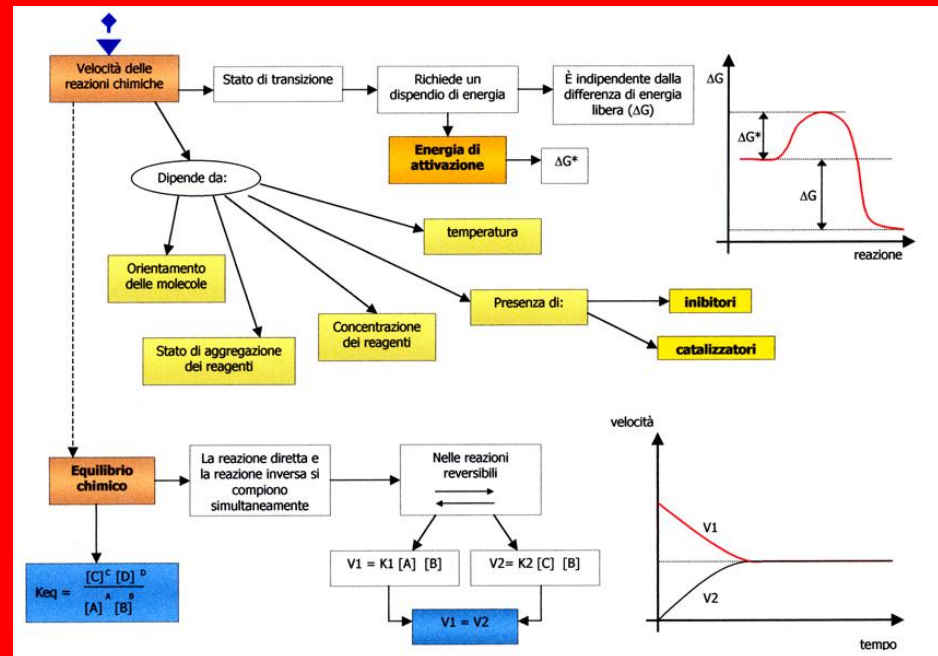 Velocità delle
reazioni chimiche
Stato di transizione
Richiede un
dispendio di energia
È indipendente dalla
differenza di energia
libera (ΔG)
Energia di
attivazione
ΔG*
Dipende da:
temperatura
Orientamento
delle molecole
Stato di aggregazione
dei reagenti
Concentrazione
dei reagenti
Presenza di:
inibitori
catalizzatori
ΔG
ΔG*
ΔG
reazione
Equilibrio
chimico
La reazione diretta e
la reazione inversa si
compiono
simultaneamente
Nelle reazioni
reversibili
V1 = K1 [A] [B]
V2= K2 [C] [B]
V1 = V2
Keq = [C]^C [D]^D
[A]^A [B]^B
velocità
V1
V2
tempo